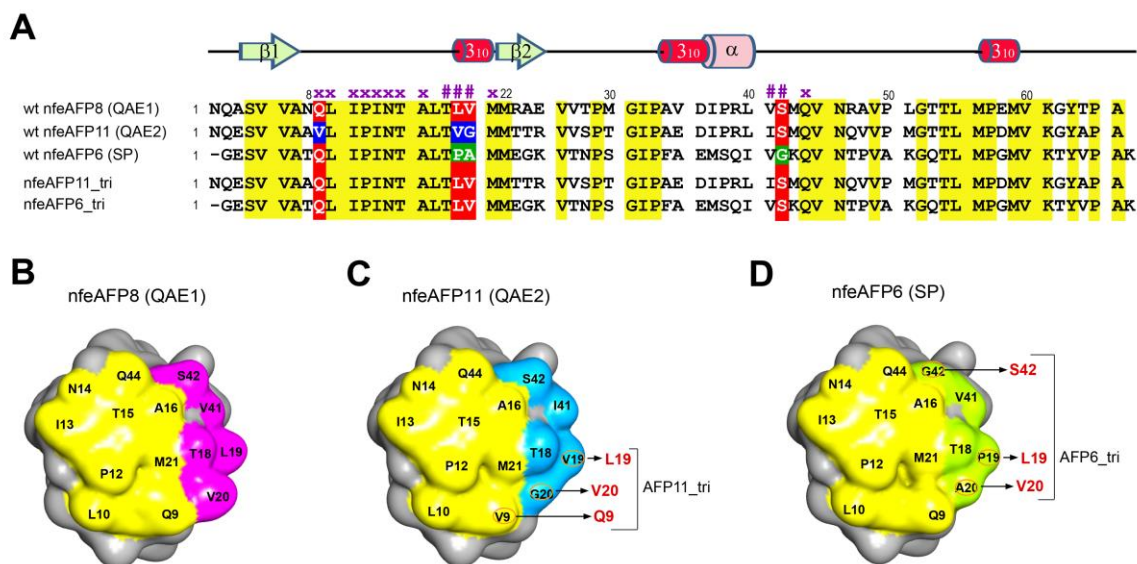 A
β1 3₁₀ β2 3₁₀ α 3₁₀
xx xxxxx x ### x ## x
8 22 30 40 50 60
wt nfeAFP8 (QAE1) 1 NQASV VANQL IPINT ALTLV MMRAE VVTPM GIPAV DIPRL VSMQV NRAVP LGTTL MPEMV KGYPP A
wt nfeAFP11 (QAE2) 1 NQESV VAAVL IPINT ALTVG MMTTR VVSPT GIPAE DIPRL ISMQV NQVVP MGTTL MPDMV KGYAP A
wt nfeAFP6 (SP) 1 -GESV VATQL IPINT ALTPA MMEGK VTNPS GIPFA EMSQI VGKQV NTPVA KGQTL MPGMV KTYVP AK
nfeAFP11_tri 1 NQESV VAAQL IPINT ALTLV MMTTR VVSPT GIPAE DIPRL ISMQV NQVVP MGTTL MPDMV KGYAP A
nfeAFP6_tri 1 -GESV VATQL IPINT ALTLV MMEGK VTNPS GIPFA EMSQI VSKQV NTPVA KGQTL MPGMV KTYVP AK
B
nfeAFP8 (QAE1)
N14 Q44 S42
I13 T15 A16 V41
P12 M21 T18 L19
L10 Q9 V20
C
nfeAFP11 (QAE2)
N14 Q44 S42
I13 T15 A16 I41
P12 M21 T18 V19 L19
G20 V20
L10 V9 Q9
AFP11_tri
D
nfeAFP6 (SP)
N14 Q44 G42 S42
I13 T15 A16 V41
P12 M21 T18 P19 L19
A20 V20
L10 Q9
AFP6_tri